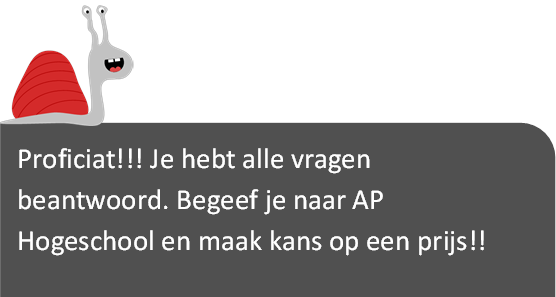 Proficiat!!! Je hebt alle vragen
beantwoord. Begeef je naar AP
Hogeschool en maak kans op een prijs!!